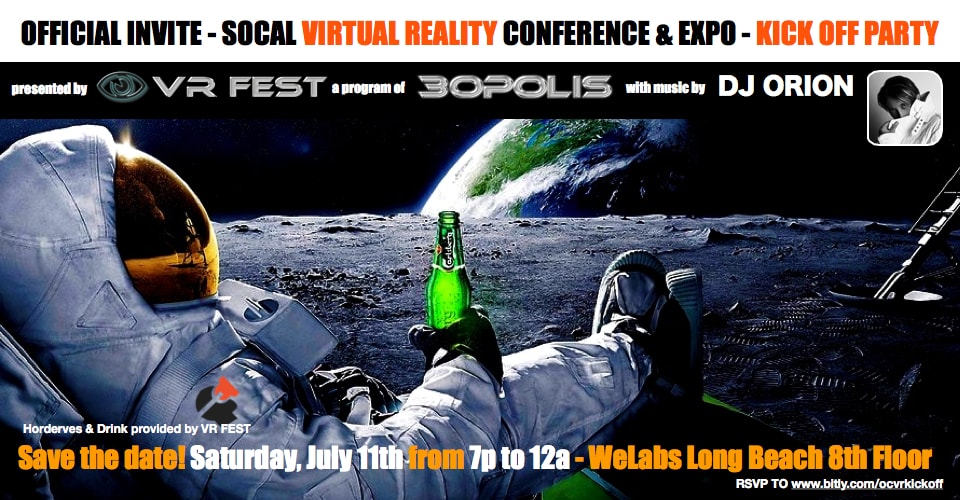 OFFICIAL INVITE - SOCAL VIRTUAL REALITY CONFERENCE & EXPO - KICK OFF PARTY
presented by VR FEST a program of 3OPOLIS with music by DJ ORION
Carlsberg
Horderves & Drink provided by VR FEST
Save the date! Saturday, July 11th from 7p to 12a - WeLabs Long Beach 8th Floor
RSVP TO www.bitly.com/ocvrkickoff